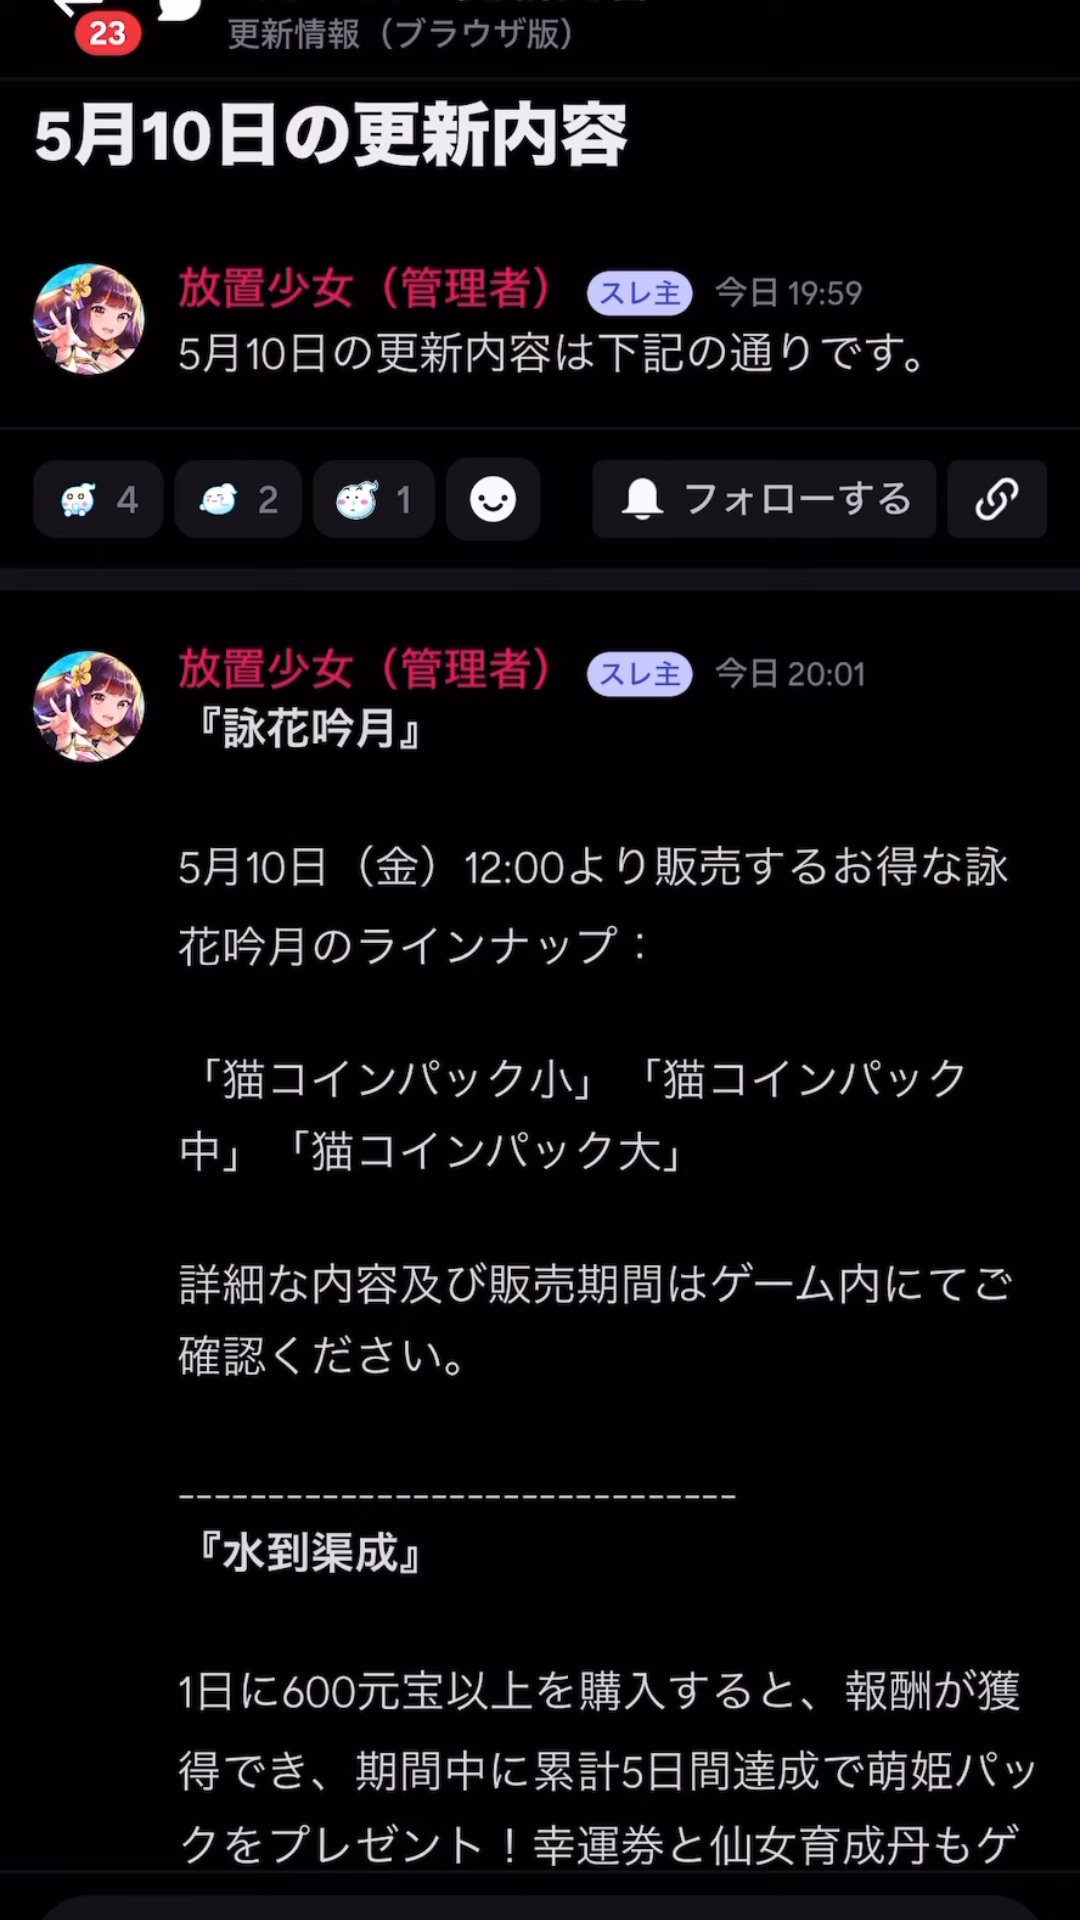 23
更新情報（ブラウザ版）
5月10日の更新内容
放置少女（管理者） スレ主 今日 19:59
5月10日の更新内容は下記の通りです。
4 2 1 フォローする
放置少女（管理者） スレ主 今日 20:01
『詠花吟月』
5月10日（金）12:00より販売するお得な詠
花吟月のラインナップ：
「猫コインパック小」「猫コインパック
中」「猫コインパック大」
詳細な内容及び販売期間はゲーム内にてご
確認ください。
-------------------------------
『水到渠成』
1日に600元宝以上を購入すると、報酬が獲
得でき、期間中に累計5日間達成で萌姫パッ
クをプレゼント！幸運券と仙女育成丹もゲ